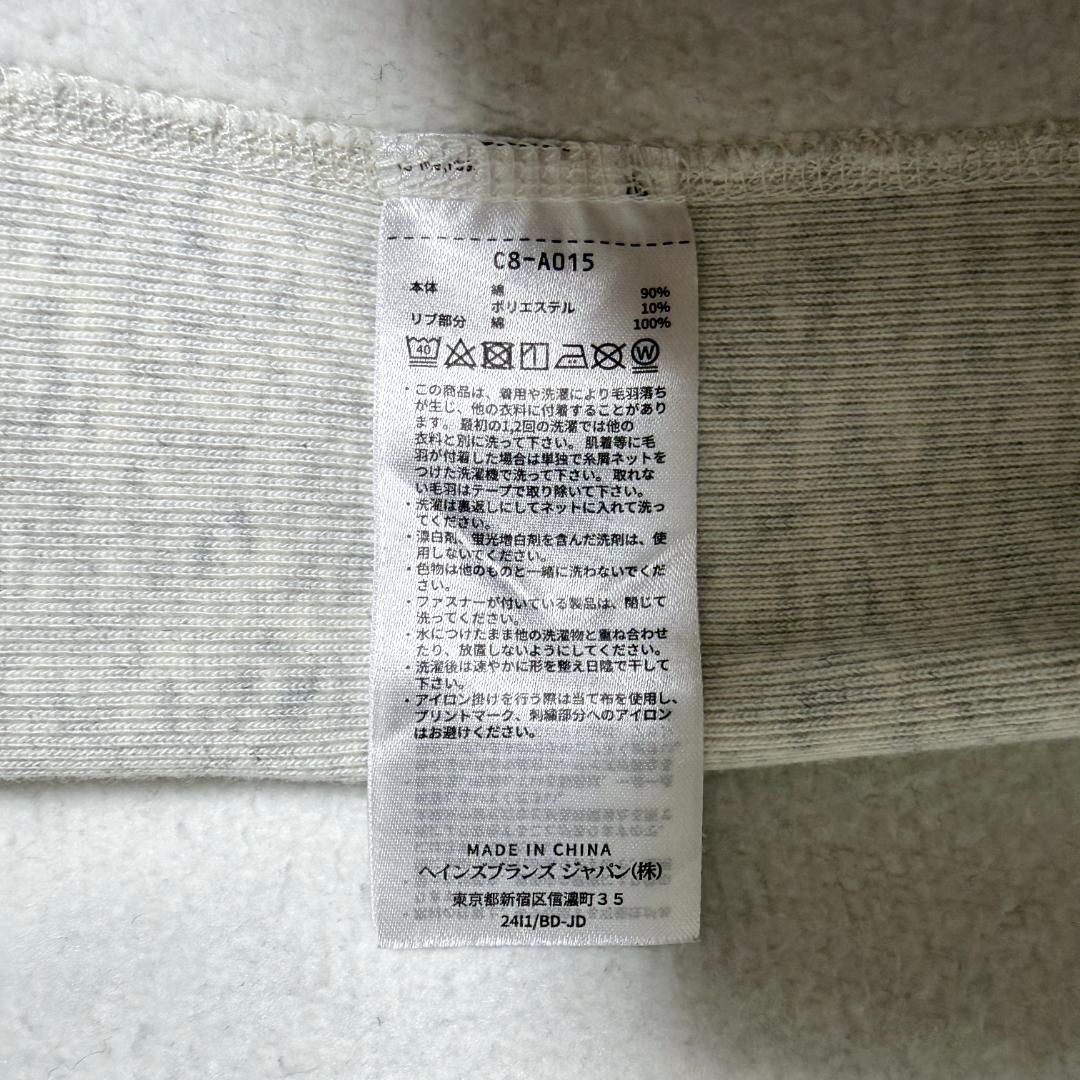 C8-A015
本体 綿 90%
ポリエステル 10%
リブ部分 綿 100%
40 W
・この商品は、着用や洗濯により毛羽落ち
が生じ、他の衣料に付着することがあり
ます。最初の1,2回の洗濯では他の
衣料と別に洗って下さい。肌着等に毛
羽が付着した場合は単独で糸屑ネットを
つけた洗濯機で洗って下さい。取れな
い毛羽はテープで取り除いて下さい。
・洗濯は裏返しにしてネットに入れて洗っ
てください。
・漂白剤、蛍光増白剤を含んだ洗剤は、使
用しないでください。
・色物は他のものと一緒に洗わないでくだ
さい。
・ファスナーが付いている製品は、閉じて
洗ってください。
・水につけたまま他の洗濯物と重ね合わせ
たり、放置しないようにしてください。
・洗濯後は速やかに形を整え日陰で干して
下さい。
・アイロン掛けを行う際は当て布を使用し、
プリントマーク、刺繍部分へのアイロン
はお避けください。
MADE IN CHINA
ヘインズブランズ ジャパン(株)
東京都新宿区信濃町35
24I1/BD-JD